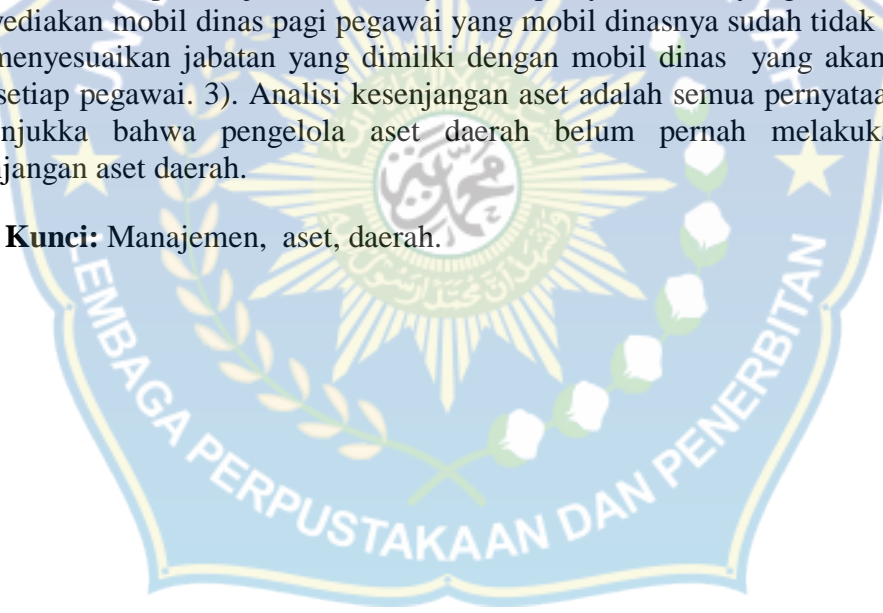 yediakan mobil dinas pagi pegawai yang mobil dinasnya sudah tidak
menyesuaikan jabatan yang dimilki dengan mobil dinas yang akan
setiap pegawai. 3). Analisi kesenjangan aset adalah semua pernyataa
njukka bahwa pengelola aset daerah belum pernah melakuk
jangan aset daerah.
Kunci: Manajemen, aset, daerah.
LEMBAGA PERPUSTAKAAN DAN PENERBITAN